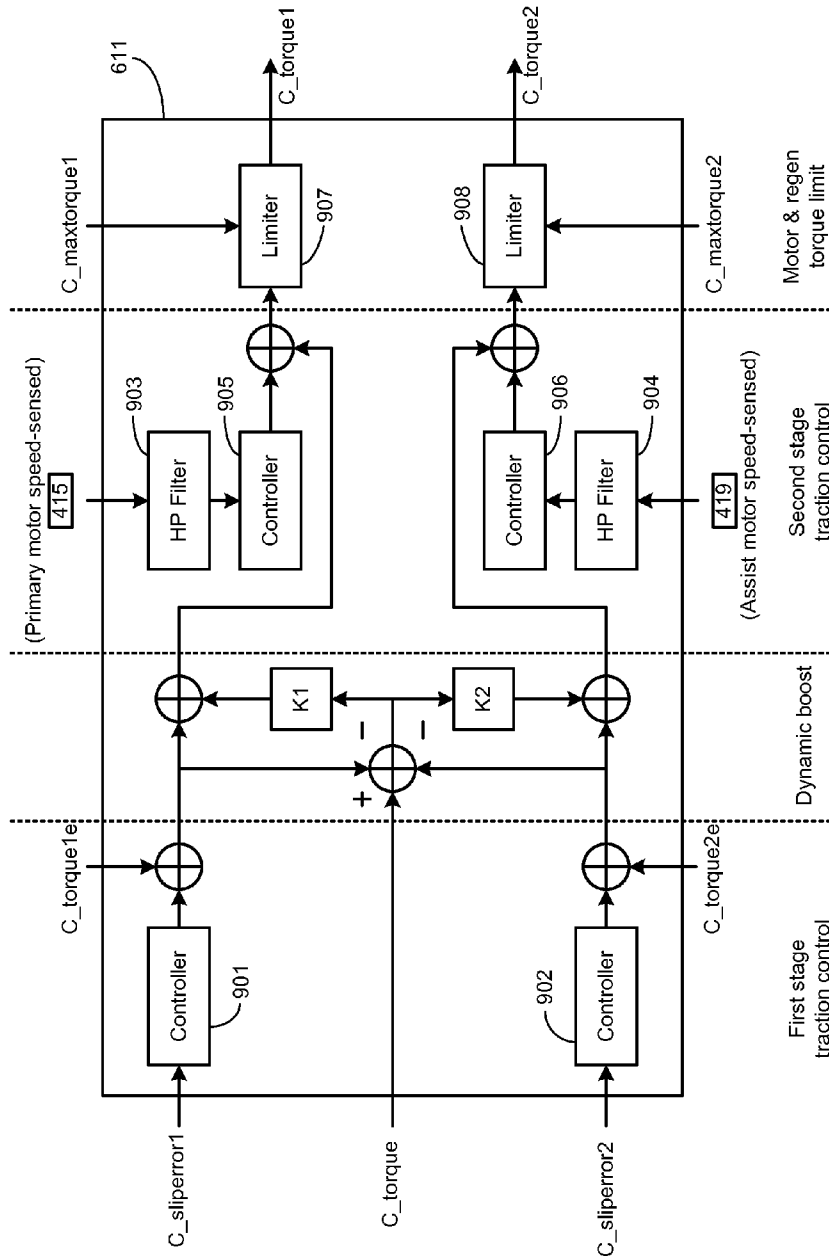 611
C_maxtorque1
C_torque1
Limiter
907
(Primary motor speed-sensed)
415
903
HP Filter
905
Controller
C_torque1e
C_sliperror1
Controller
901
K1
+
−
−
C_torque
K2
C_sliperror2
902
Controller
C_torque2e
906
Controller
904
HP Filter
419
(Assist motor speed-sensed)
908
Limiter
C_torque2
C_maxtorque2
First stage
traction control
Dynamic boost
Second stage
traction control
Motor & regen
torque limit